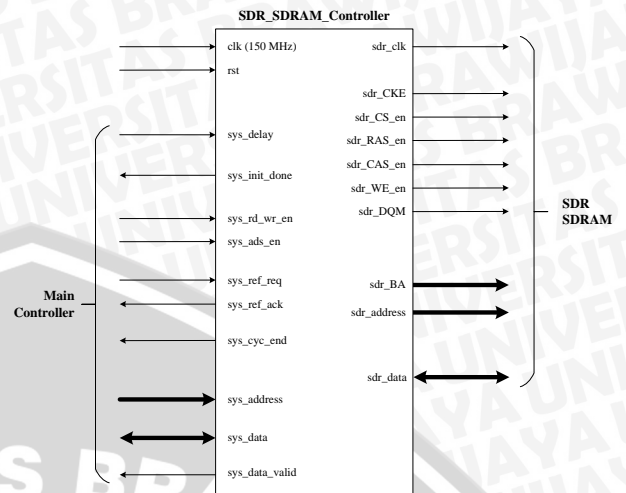 SDR_SDRAM_Controller
clk (150 MHz)
rst
sys_delay
sys_init_done
sys_rd_wr_en
sys_ads_en
sys_ref_req
sys_ref_ack
sys_cyc_end
sys_address
sys_data
sys_data_valid
sdr_clk
sdr_CKE
sdr_CS_en
sdr_RAS_en
sdr_CAS_en
sdr_WE_en
sdr_DQM
sdr_BA
sdr_address
sdr_data
Main
Controller
SDR
SDRAM